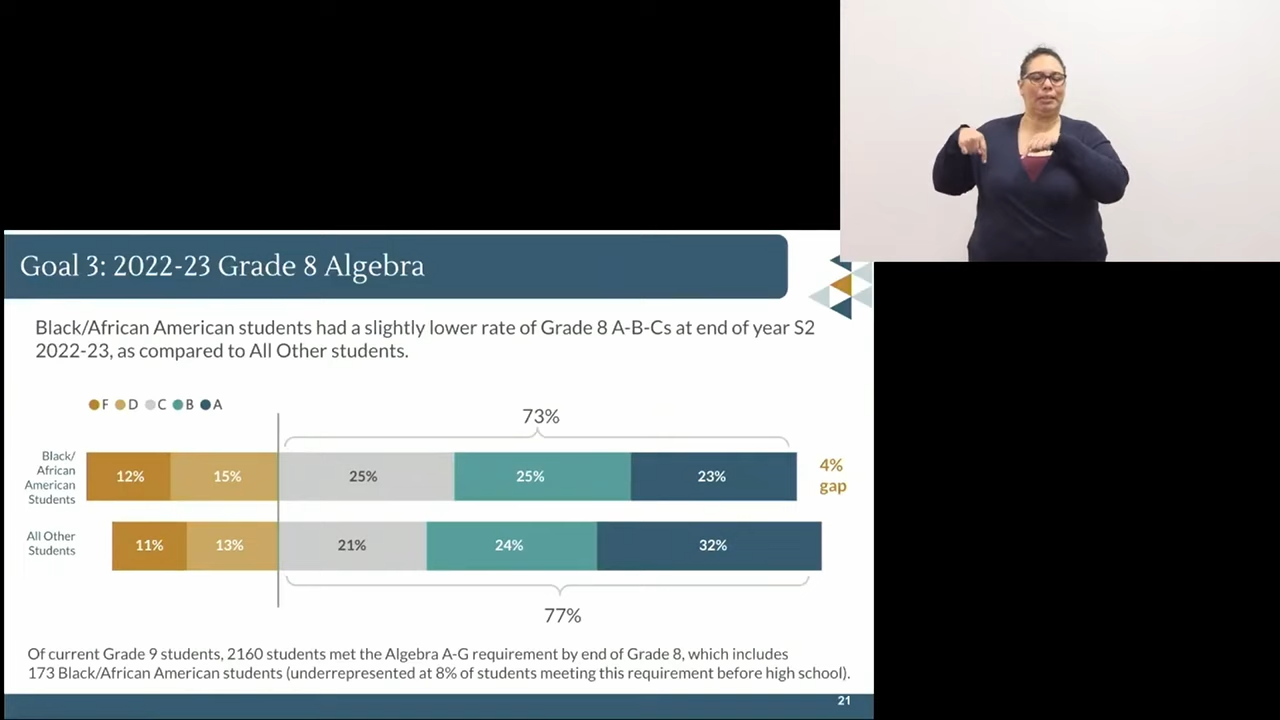 Goal 3: 2022-23 Grade 8 Algebra
Black/African American students had a slightly lower rate of Grade 8 A-B-Cs at end of year S2
2022-23, as compared to All Other students.
F D C B A
73%
Black/
African
American
Students
12% 15% 25% 25% 23%
4%
gap
All Other
Students
11% 13% 21% 24% 32%
77%
Of current Grade 9 students, 2160 students met the Algebra A-G requirement by end of Grade 8, which includes
173 Black/African American students (underrepresented at 8% of students meeting this requirement before high school).
21